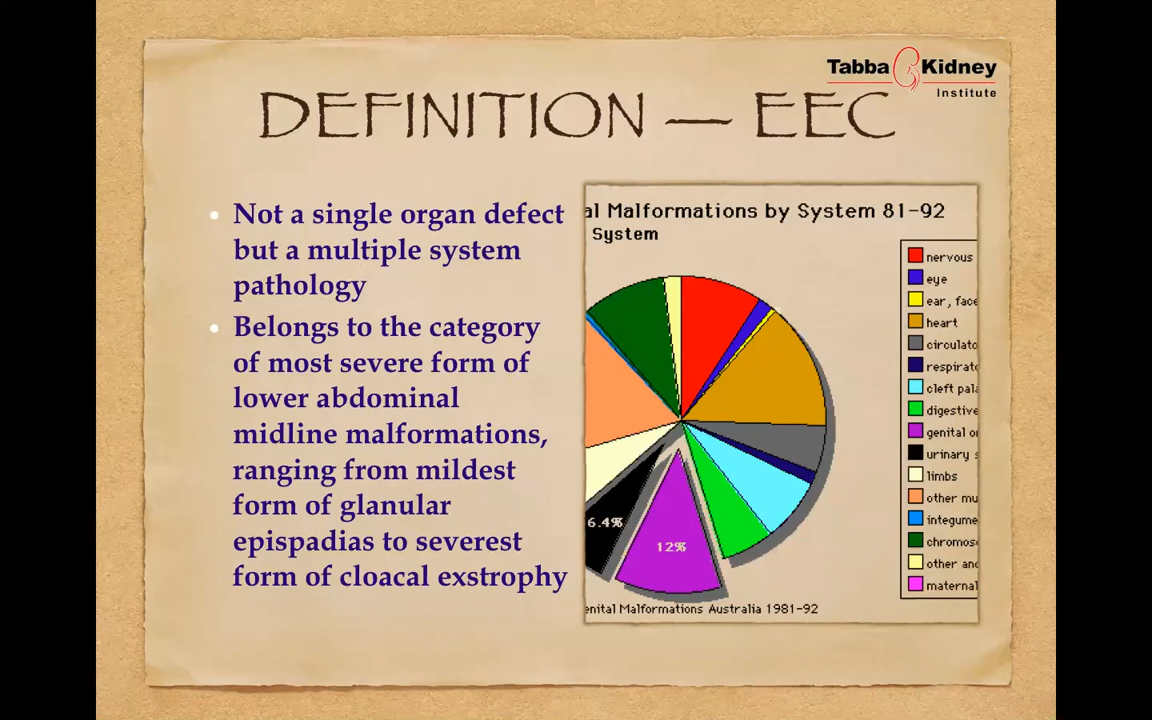 Tabba Kidney
Institute
DEFINITION — EEC
• Not a single organ defect
but a multiple system
pathology
• Belongs to the category
of most severe form of
lower abdominal
midline malformations,
ranging from mildest
form of glanular
epispadias to severest
form of cloacal exstrophy
al Malformations by System 81-92
System
nervous
eye
ear, face
heart
circulato
respirato
cleft pala
digestive
genital o
urinary s
limbs
other mu
integume
chromoso
other and
maternal
6.4%
12%
enital Malformations Australia 1981-92